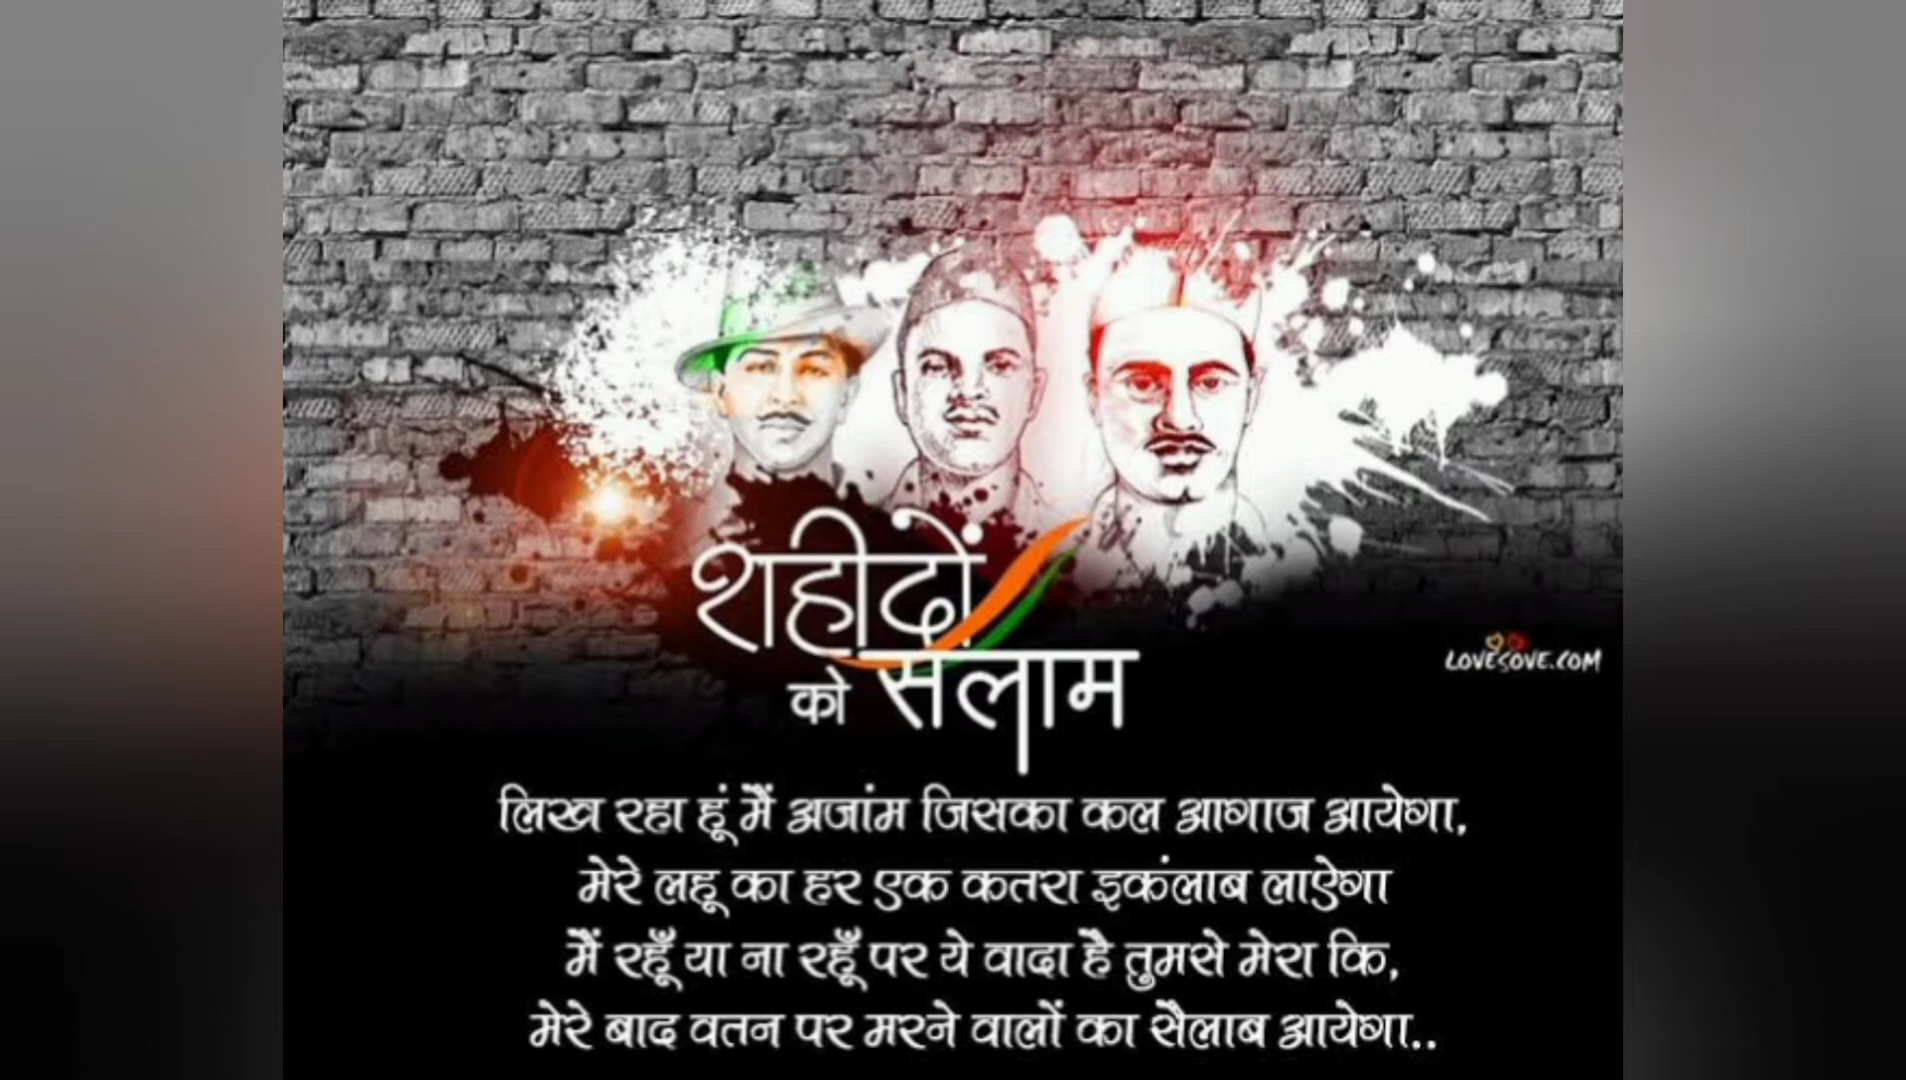 शहीदों
को सलाम
LOVESOVE.COM
लिख रहा हूं मैं अजांम जिसका कल आगाज आयेगा,
मेरे लहू का हर एक कतरा इकंलाब लाऐगा
मैं रहूँ या ना रहूँ पर ये वादा है तुमसे मेरा कि,
मेरे बाद वतन पर मरने वालों का सैलाब आयेगा..